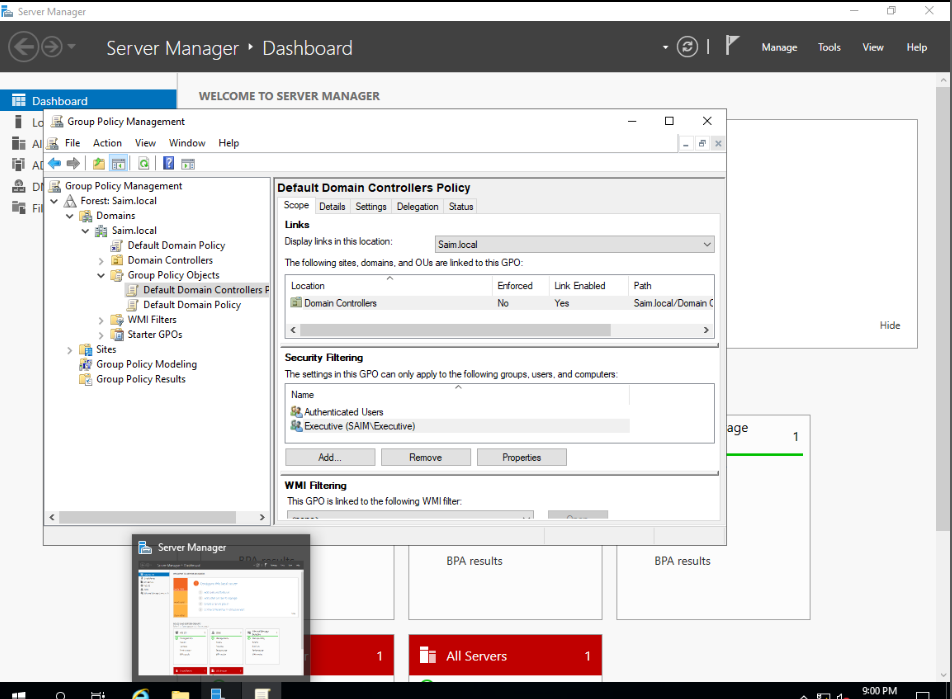 Server Manager
Server Manager ‣ Dashboard
Manage Tools View Help
Dashboard
WELCOME TO SERVER MANAGER
Group Policy Management
File Action View Window Help
Group Policy Management
Forest: Saim.local
Domains
Saim.local
Default Domain Policy
Domain Controllers
Group Policy Objects
Default Domain Controllers P
Default Domain Policy
WMI Filters
Starter GPOs
Sites
Group Policy Modeling
Group Policy Results
Default Domain Controllers Policy
Scope Details Settings Delegation Status
Links
Display links in this location: Saim.local
The following sites, domains, and OUs are linked to this GPO:
Location Enforced Link Enabled Path
Domain Controllers No Yes Saim.local/Domain C
Security Filtering
The settings in this GPO can only apply to the following groups, users, and computers:
Name
Authenticated Users
Executive (SAIM\Executive)
Add... Remove Properties
WMI Filtering
This GPO is linked to the following WMI filter:
Hide
age 1
Server Manager
BPA results
BPA results
BPA results
1
All Servers 1
9:00 PM